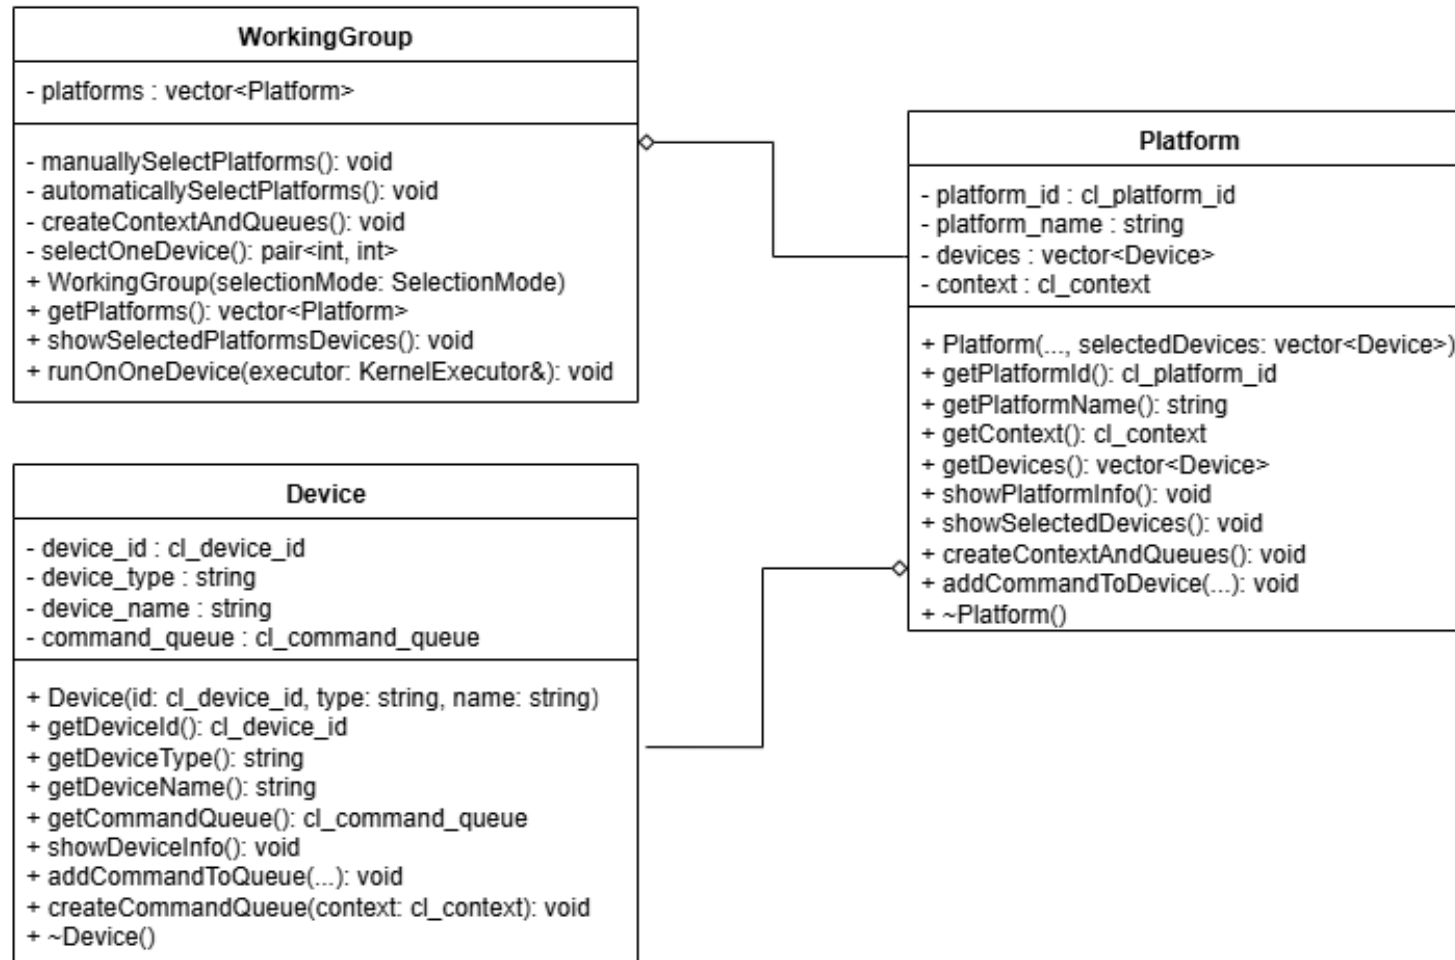 WorkingGroup
- platforms : vector<Platform>
- manuallySelectPlatforms(): void
- automaticallySelectPlatforms(): void
- createContextAndQueues(): void
- selectOneDevice(): pair<int, int>
+ WorkingGroup(selectionMode: SelectionMode)
+ getPlatforms(): vector<Platform>
+ showSelectedPlatformsDevices(): void
+ runOnOneDevice(executor: KernelExecutor&): void
Platform
- platform_id : cl_platform_id
- platform_name : string
- devices : vector<Device>
- context : cl_context
+ Platform(..., selectedDevices: vector<Device>)
+ getPlatformId(): cl_platform_id
+ getPlatformName(): string
+ getContext(): cl_context
+ getDevices(): vector<Device>
+ showPlatformInfo(): void
+ showSelectedDevices(): void
+ createContextAndQueues(): void
+ addCommandToDevice(...): void
+ ~Platform()
Device
- device_id : cl_device_id
- device_type : string
- device_name : string
- command_queue : cl_command_queue
+ Device(id: cl_device_id, type: string, name: string)
+ getDeviceId(): cl_device_id
+ getDeviceType(): string
+ getDeviceName(): string
+ getCommandQueue(): cl_command_queue
+ showDeviceInfo(): void
+ addCommandToQueue(...): void
+ createCommandQueue(context: cl_context): void
+ ~Device()